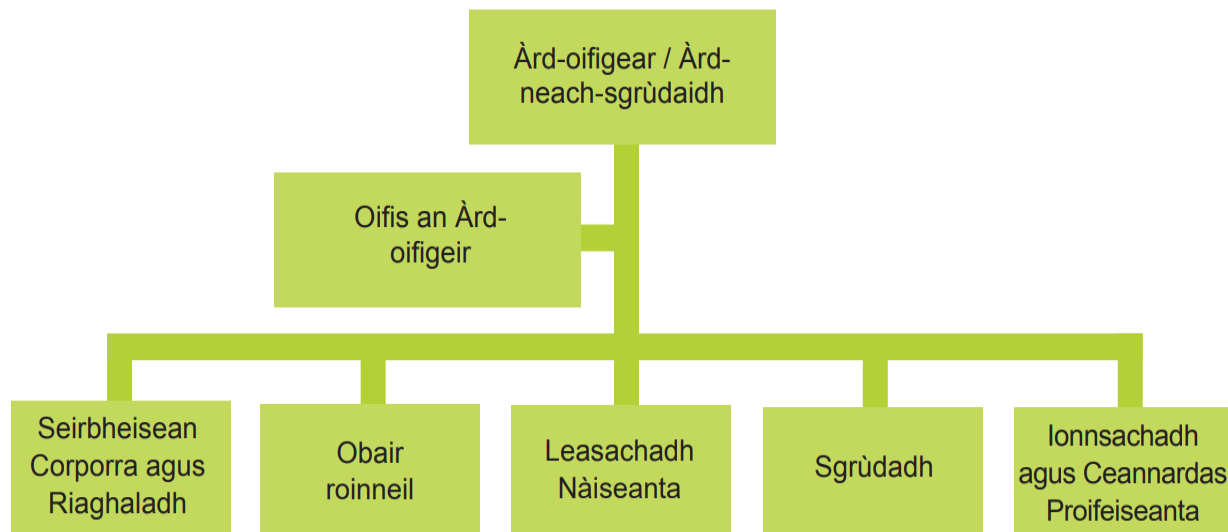 Àrd-oifigear / Àrd-
neach-sgrùdaidh
Oifis an Àrd-
oifigeir
Seirbheisean
Corporra agus
Riaghaladh
Obair
roinneil
Leasachadh
Nàiseanta
Sgrùdadh
Ionnsachadh
agus Ceannardas
Proifeiseanta